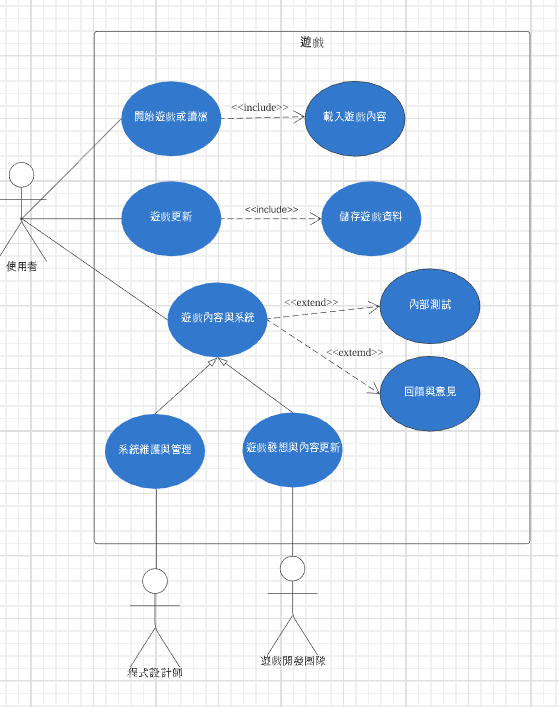 遊戲
開始遊戲或讀檔
<<include>>
載入遊戲內容
遊戲更新
<<include>>
儲存遊戲資料
使用者
遊戲內容與系統
<<extend>>
內部測試
<<extemd>>
回饋與意見
系統維護與管理
遊戲發想與內容更新
程式設計師
遊戲開發團隊